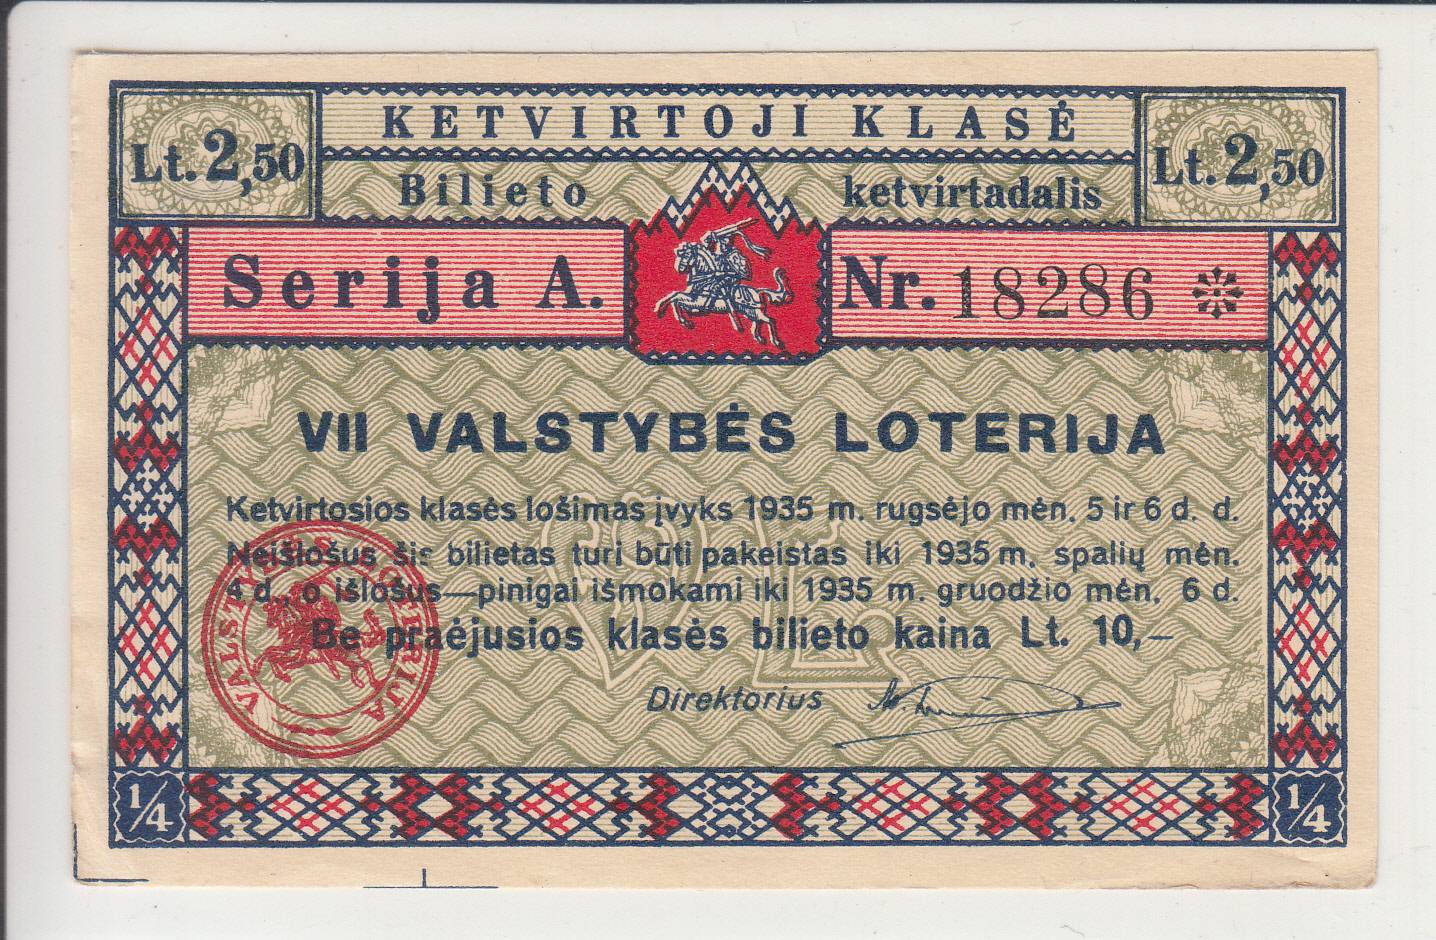 KETVIRTOJI KLASĖ
Lt. 2,50
Bilieto ketvirtadalis
Lt. 2,50
Serija A. Nr. 18286
VII VALSTYBĖS LOTERIJA
Ketvirtosios klasės lošimas įvyks 1935 m. rugsėjo mėn. 5 ir 6 d. d.
Neišlošus šis bilietas turi būti pakeistas iki 1935 m. spalių mėn.
4 d., o išlošus—pinigai išmokami iki 1935 m. gruodžio mėn. 6 d.
Be praėjusios klasės bilieto kaina Lt. 10,—
Direktorius
VALSTYBĖS LOTERIJA
1/4
1/4